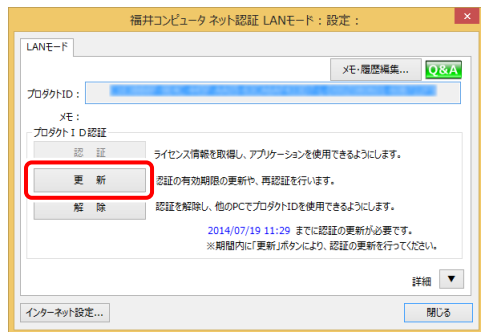 福井コンピュータ ネット認証 LANモード：設定：
LANモード
メモ・履歴編集... Q&A
プロダクトID：
メモ：
プロダクトＩＤ認証
認 証 ライセンス情報を取得し、アプリケーションを使用できるようにします。
更 新 認証の有効期限の更新や、再認証を行います。
解 除 認証を解除し、他のPCでプロダクトIDを使用できるようにします。
2014/07/19 11:29 までに認証の更新が必要です。
※期間内に「更新」ボタンにより、認証の更新を行ってください。
詳細 ▼
インターネット設定... 閉じる